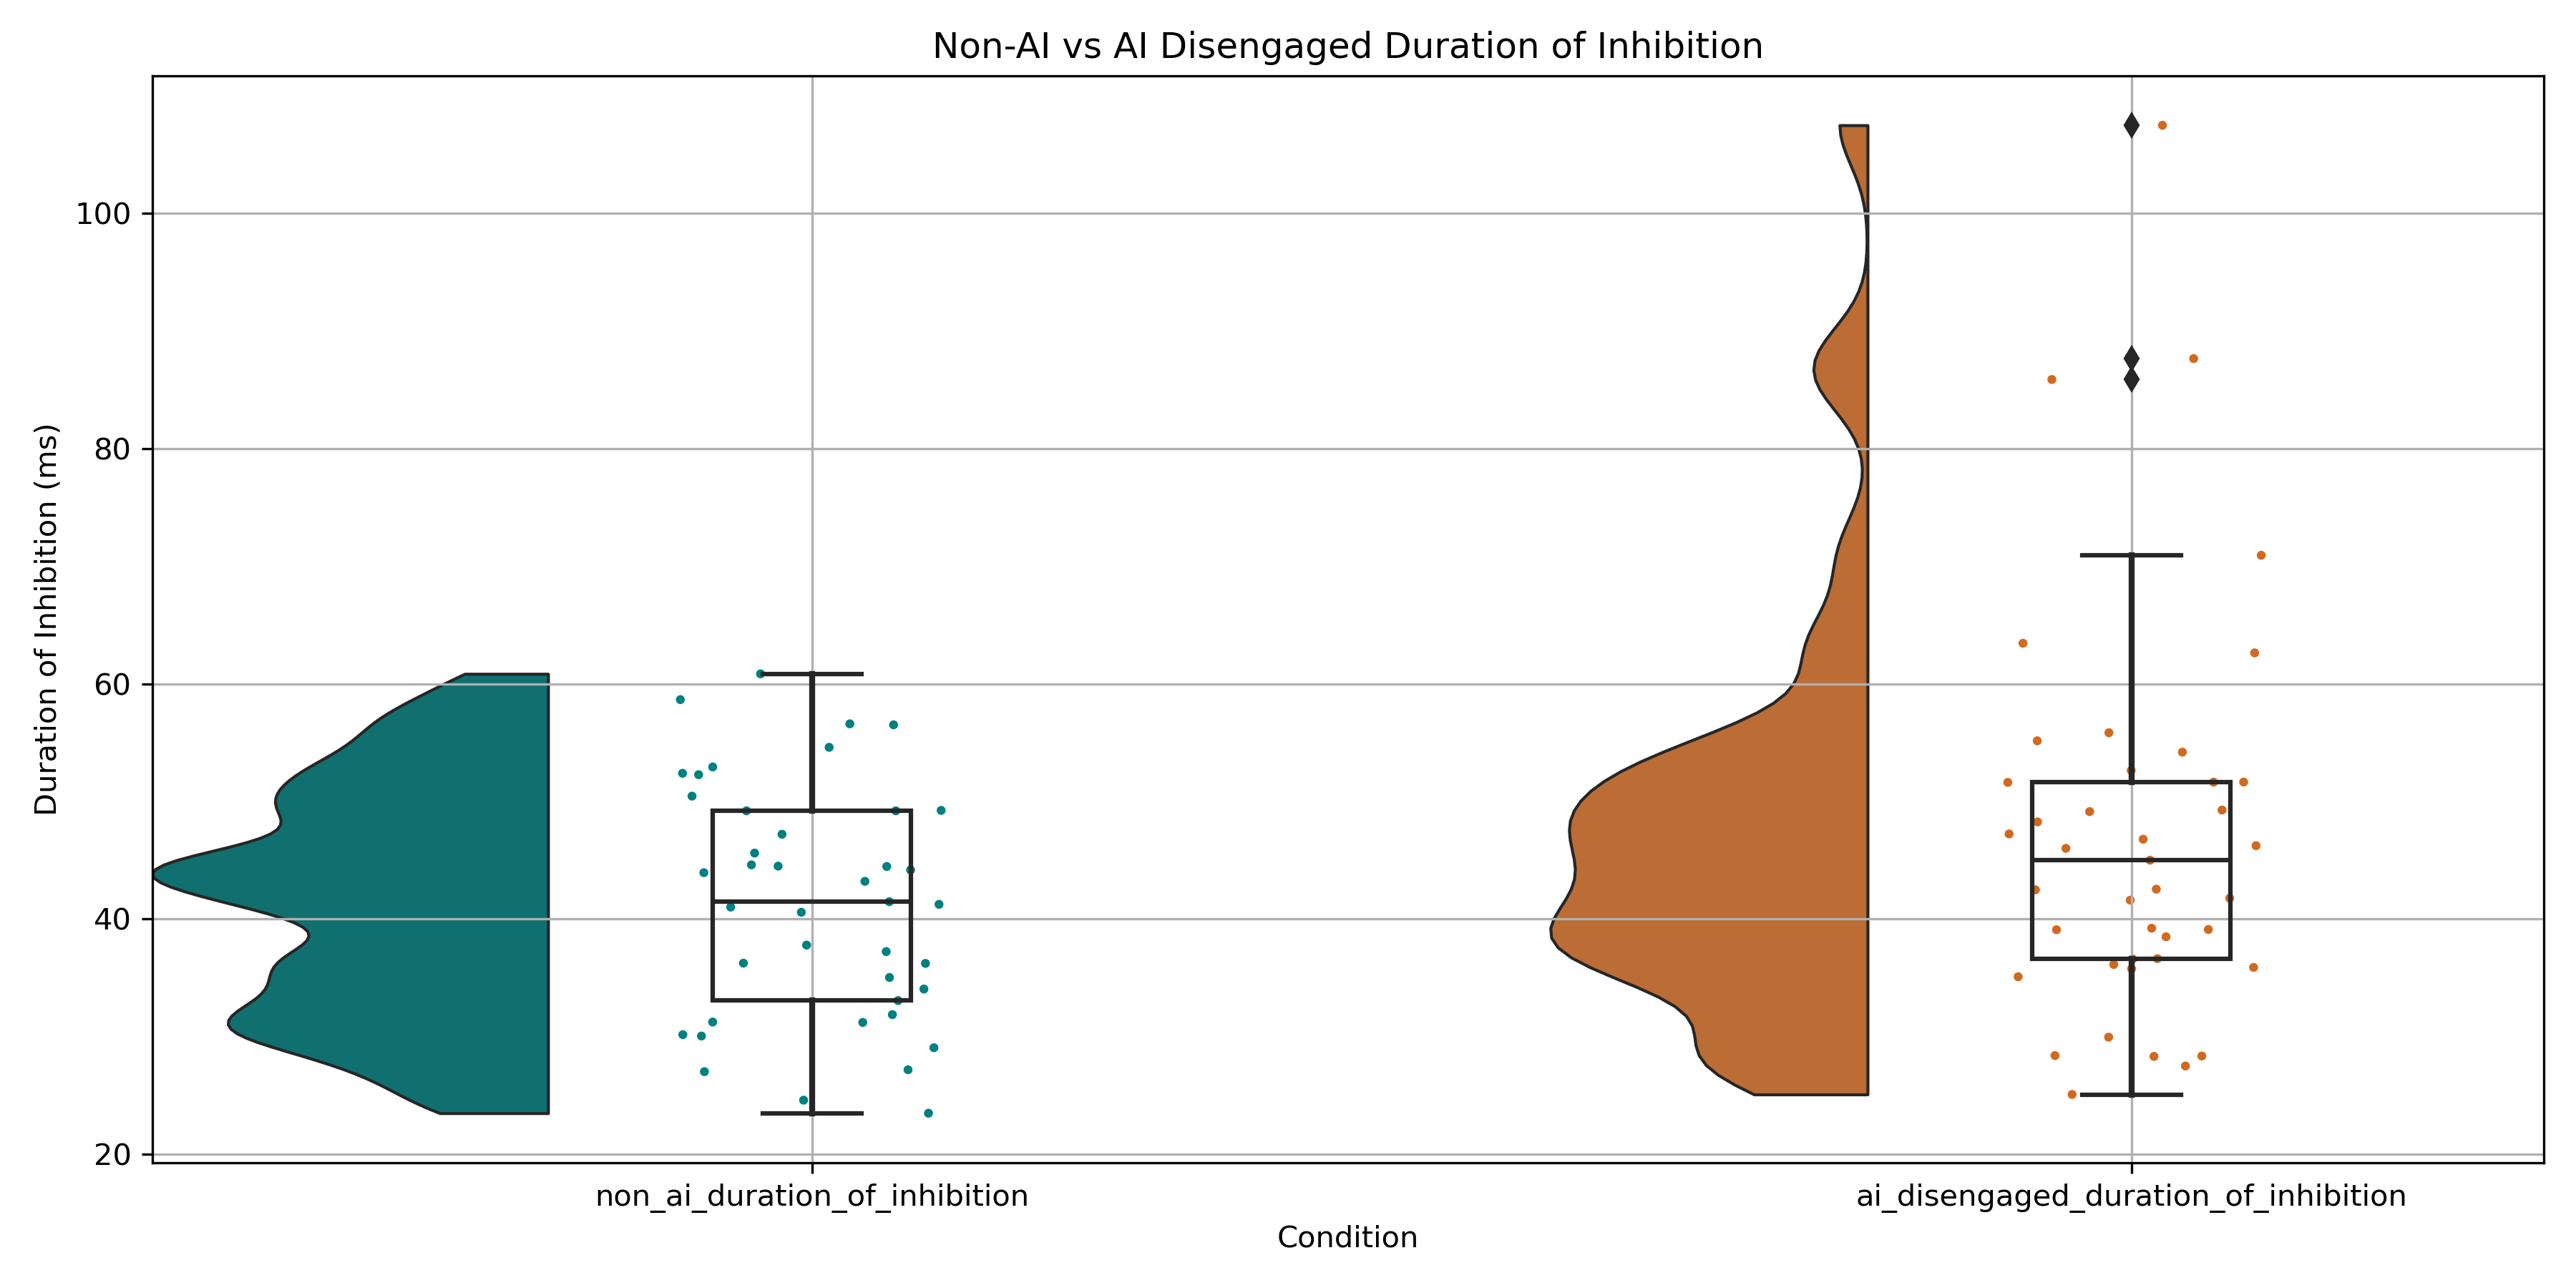 Non-AI vs AI Disengaged Duration of Inhibition
Duration of Inhibition (ms)
100
80
60
40
20
non_ai_duration_of_inhibition
ai_disengaged_duration_of_inhibition
Condition